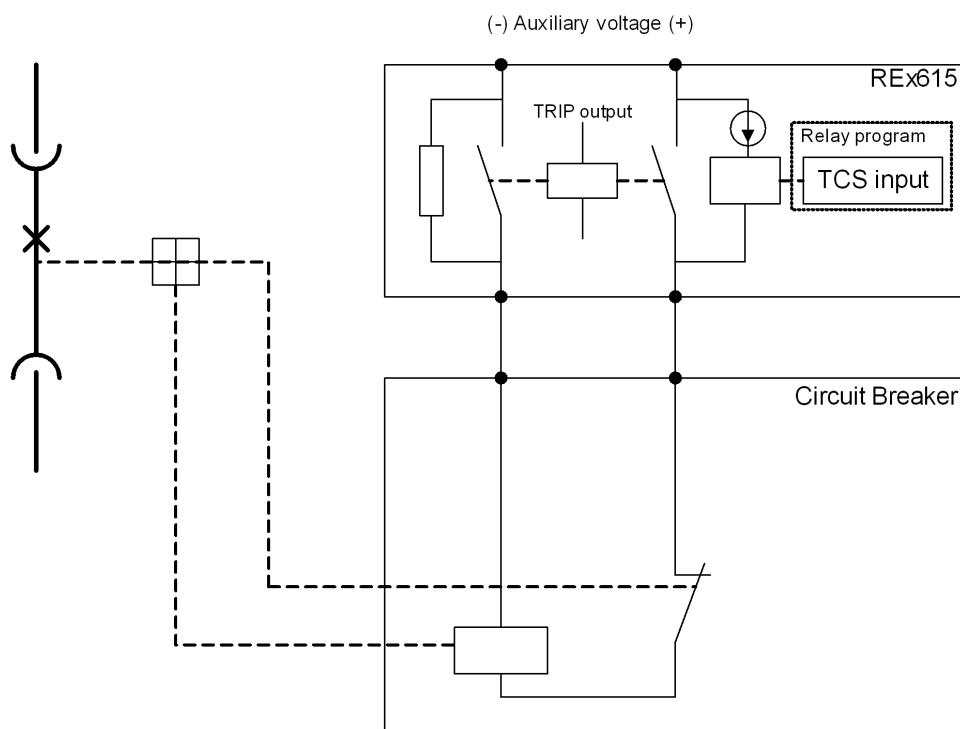 (-) Auxiliary voltage (+)
REx615
TRIP output
Relay program
TCS input
Circuit Breaker